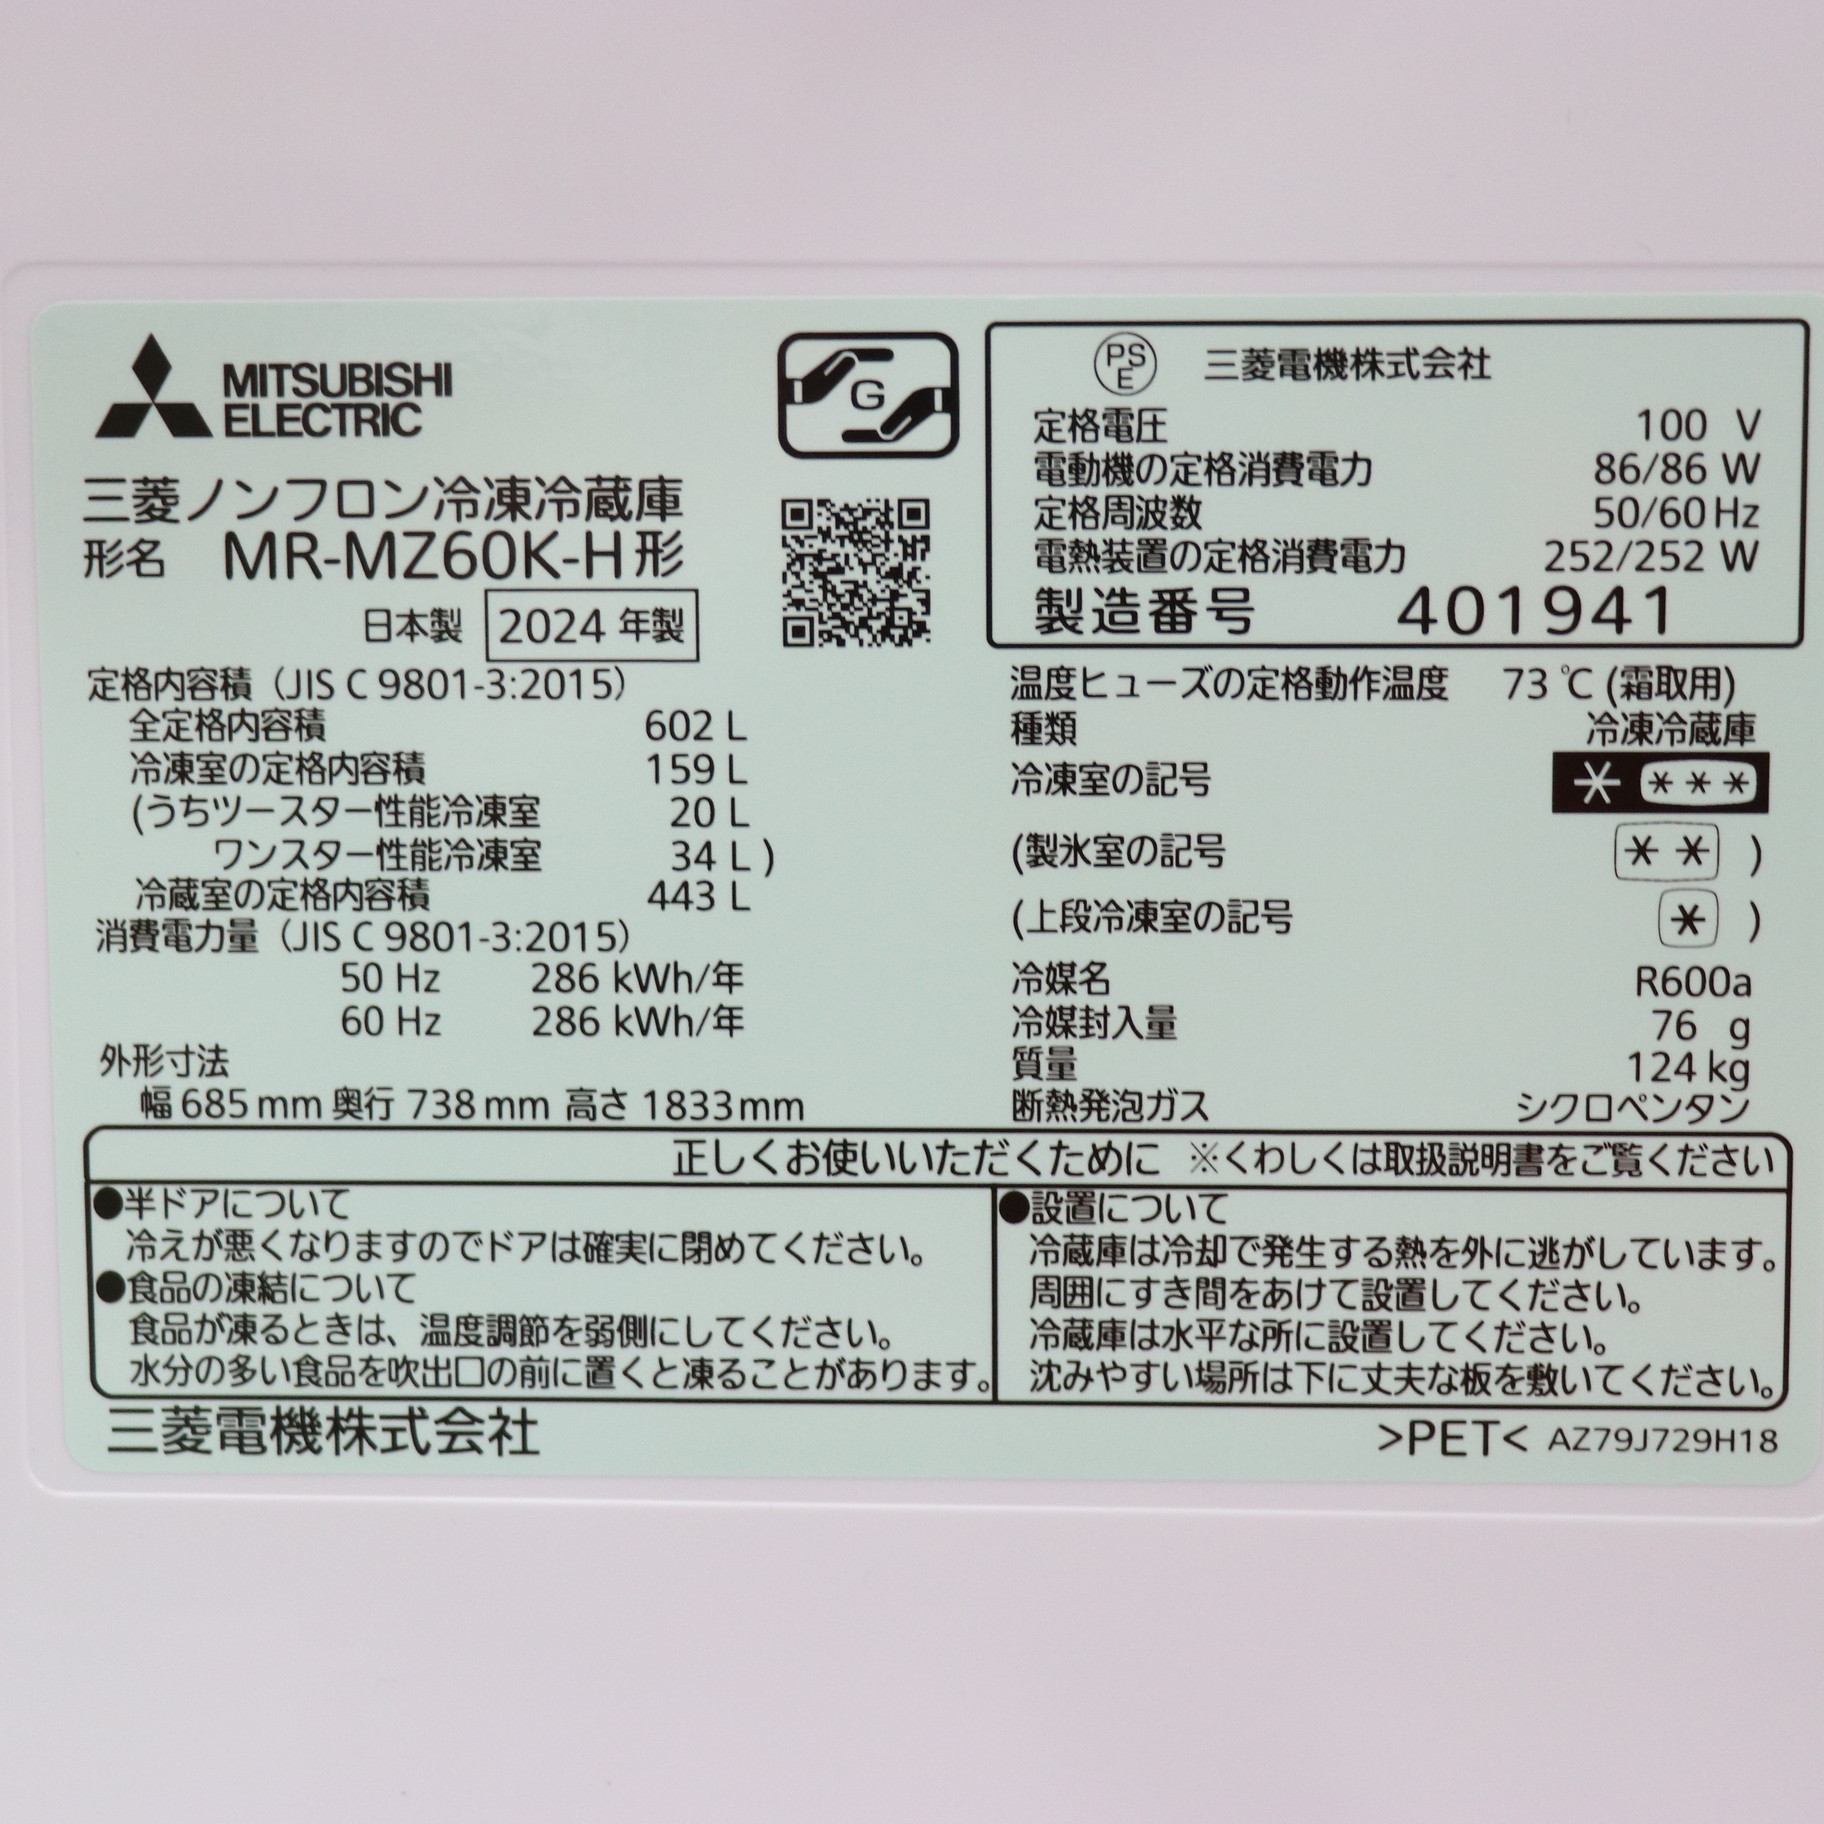 MITSUBISHI
ELECTRIC
G
三菱ノンフロン冷凍冷蔵庫
形名 MR-MZ60K-H形
日本製 2024 年製
定格内容積（JIS C 9801-3:2015）
全定格内容積 602 L
冷凍室の定格内容積 159 L
(うちツースター性能冷凍室 20 L
ワンスター性能冷凍室 34 L )
冷蔵室の定格内容積 443 L
消費電力量（JIS C 9801-3:2015）
50 Hz 286 kWh/年
60 Hz 286 kWh/年
外形寸法
幅 685 mm 奥行 738 mm 高さ 1833 mm
PS
E
三菱電機株式会社
定格電圧 100 V
電動機の定格消費電力 86/86 W
定格周波数 50/60 Hz
電熱装置の定格消費電力 252/252 W
製造番号 401941
温度ヒューズの定格動作温度 73 ℃ (霜取用)
種類 冷凍冷蔵庫
冷凍室の記号 * ***
(製氷室の記号 ** )
(上段冷凍室の記号 * )
冷媒名 R600a
冷媒封入量 76 g
質量 124 kg
断熱発泡ガス シクロペンタン
正しくお使いいただくために ※くわしくは取扱説明書をご覧ください
●半ドアについて
冷えが悪くなりますのでドアは確実に閉めてください。
●食品の凍結について
食品が凍るときは、温度調節を弱側にしてください。
水分の多い食品を吹出口の前に置くと凍ることがあります。
●設置について
冷蔵庫は冷却で発生する熱を外に逃がしています。
周囲にすき間をあけて設置してください。
冷蔵庫は水平な所に設置してください。
沈みやすい場所は下に丈夫な板を敷いてください。
三菱電機株式会社
>PET< AZ79J729H18